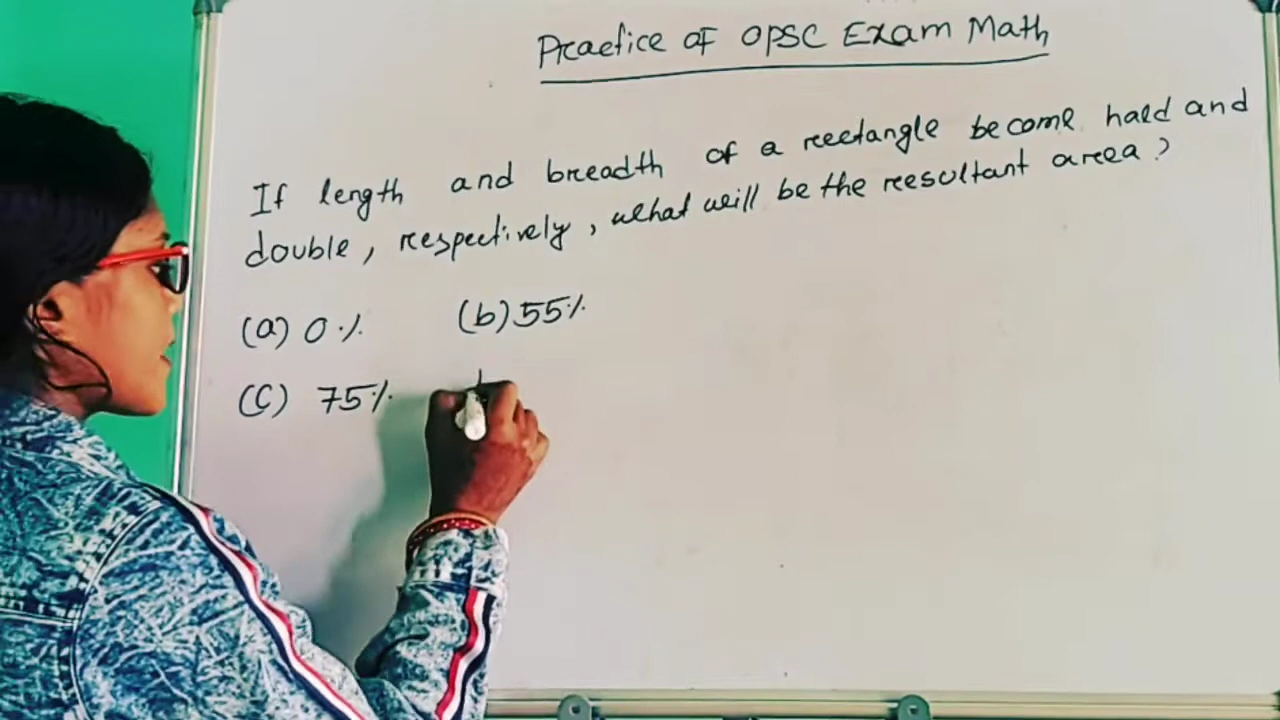 Practice of OPSC Exam Math
If length and breadth of a rectangle become half and
double, respectively, what will be the resultant area?
(a) 0% (b) 55%
(C) 75%